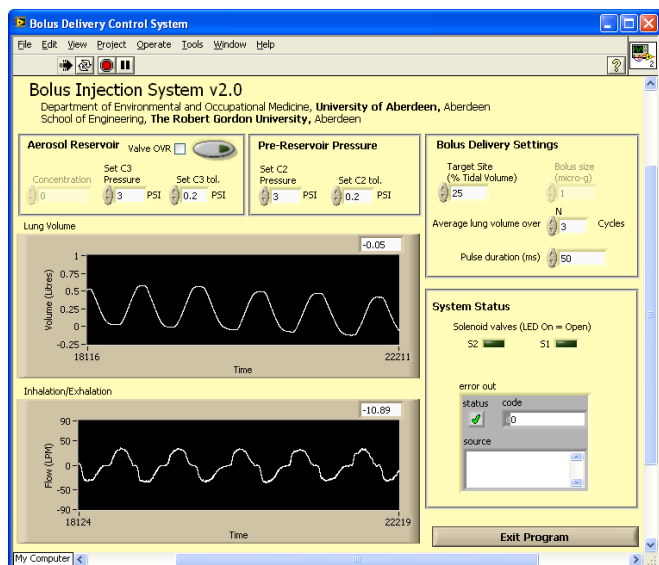 Bolus Delivery Control System
File Edit View Project Operate Tools Window Help
2
Bolus Injection System v2.0
Department of Environmental and Occupational Medicine, University of Aberdeen, Aberdeen
School of Engineering, The Robert Gordon University, Aberdeen
Aerosol Reservoir Valve OVR
Concentration
0
Set C3
Pressure
3 PSI
Set C3 tol.
0.2 PSI
Pre-Reservoir Pressure
Set C2
Pressure
3 PSI
Set C2 tol.
0.2 PSI
Bolus Delivery Settings
Target Site
(% Tidal Volume)
25
Bolus size
(micro-g)
1
N
Average lung volume over 3 Cycles
Pulse duration (ms) 50
Lung Volume
-0.05
Volume (Litres)
1
0.75
0.5
0.25
0
-0.25
18116 22211
Time
Inhalation/Exhalation
-10.89
Flow (LPM)
90
50
0
-50
-90
18124 22219
Time
System Status
Solenoid valves (LED On = Open)
S2 S1
error out
status code
0
source
Exit Program
My Computer